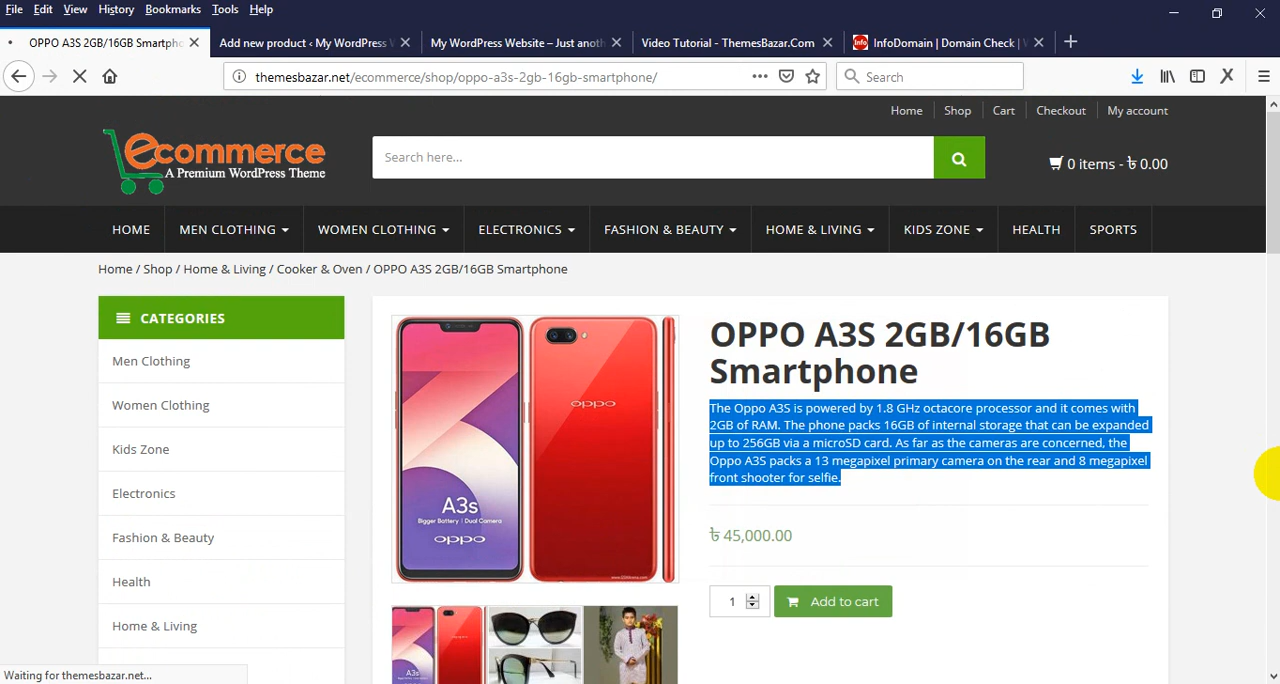 File Edit View History Bookmarks Tools Help
OPPO A3S 2GB/16GB Smartpho
Add new product ‹ My WordPress
My WordPress Website – Just anoth
Video Tutorial - ThemesBazar.Com
Info InfoDomain | Domain Check |
themesbazar.net/ecommerce/shop/oppo-a3s-2gb-16gb-smartphone/
Search
Home Shop Cart Checkout My account
ecommerce
A Premium WordPress Theme
Search here...
0 items - ৳ 0.00
HOME MEN CLOTHING WOMEN CLOTHING ELECTRONICS FASHION & BEAUTY HOME & LIVING KIDS ZONE HEALTH SPORTS
Home / Shop / Home & Living / Cooker & Oven / OPPO A3S 2GB/16GB Smartphone
CATEGORIES
Men Clothing
Women Clothing
Kids Zone
Electronics
Fashion & Beauty
Health
Home & Living
oppo
A3s
Bigger Battery | Dual Camera
oppo
OPPO A3S 2GB/16GB
Smartphone
The Oppo A3S is powered by 1.8 GHz octacore processor and it comes with
2GB of RAM. The phone packs 16GB of internal storage that can be expanded
up to 256GB via a microSD card. As far as the cameras are concerned, the
Oppo A3S packs a 13 megapixel primary camera on the rear and 8 megapixel
front shooter for selfie.
৳ 45,000.00
1
Add to cart
A3s
Waiting for themesbazar.net...